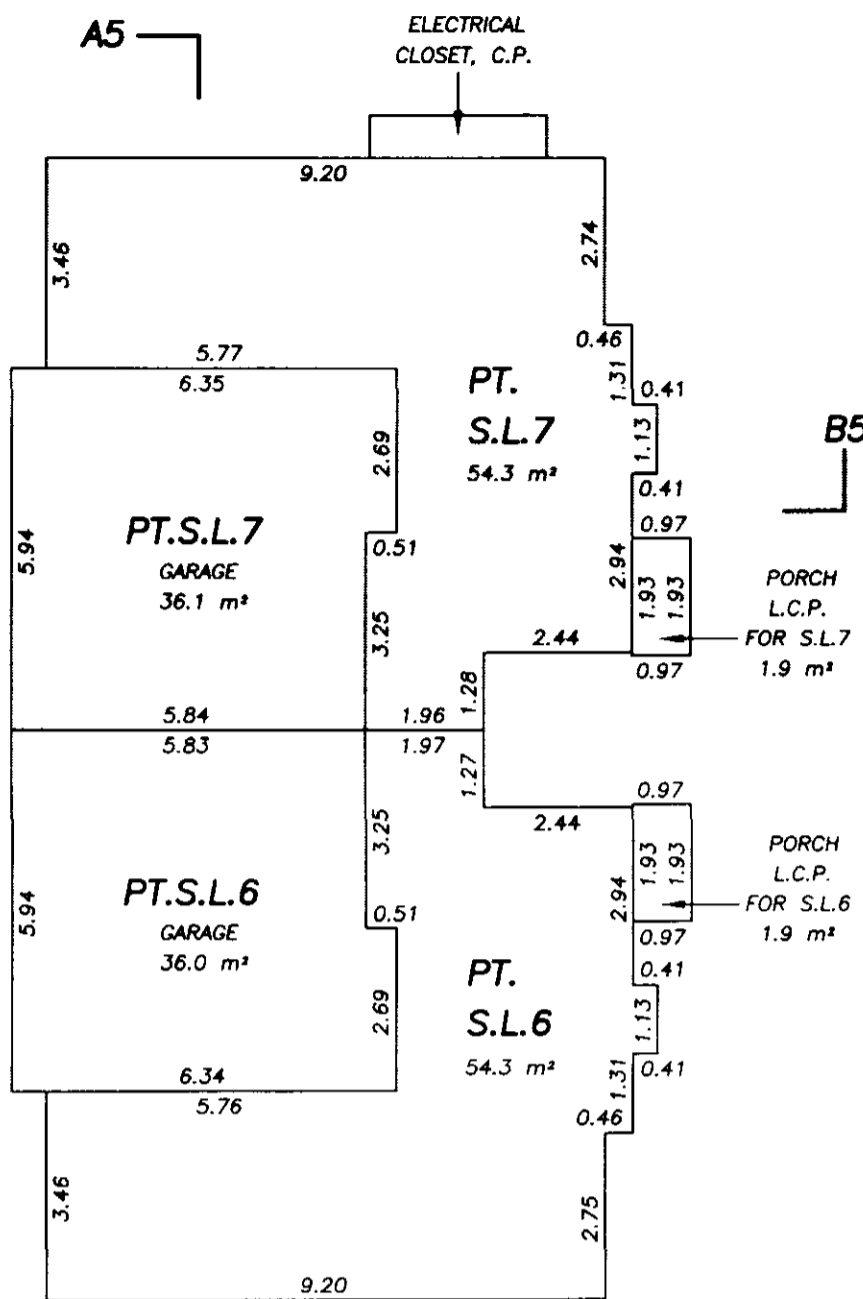 A5
ELECTRICAL
CLOSET, C.P.
9.20
3.46
2.74
0.46
5.77
6.35
1.31
0.41
PT.
S.L.7
54.3 m²
1.13
B5
2.69
0.41
0.97
0.51
PT.S.L.7
GARAGE
36.1 m²
5.94
2.94
1.93
1.93
PORCH
L.C.P.
FOR S.L.7
1.9 m²
3.25
2.44
0.97
1.28
5.84
1.96
5.83
1.97
1.27
0.97
2.44
3.25
PT.S.L.6
GARAGE
36.0 m²
5.94
0.51
2.94
1.93
1.93
PORCH
L.C.P.
FOR S.L.6
1.9 m²
0.97
0.41
PT.
S.L.6
54.3 m²
1.13
2.69
0.41
1.31
6.34
5.76
0.46
3.46
2.75
9.20